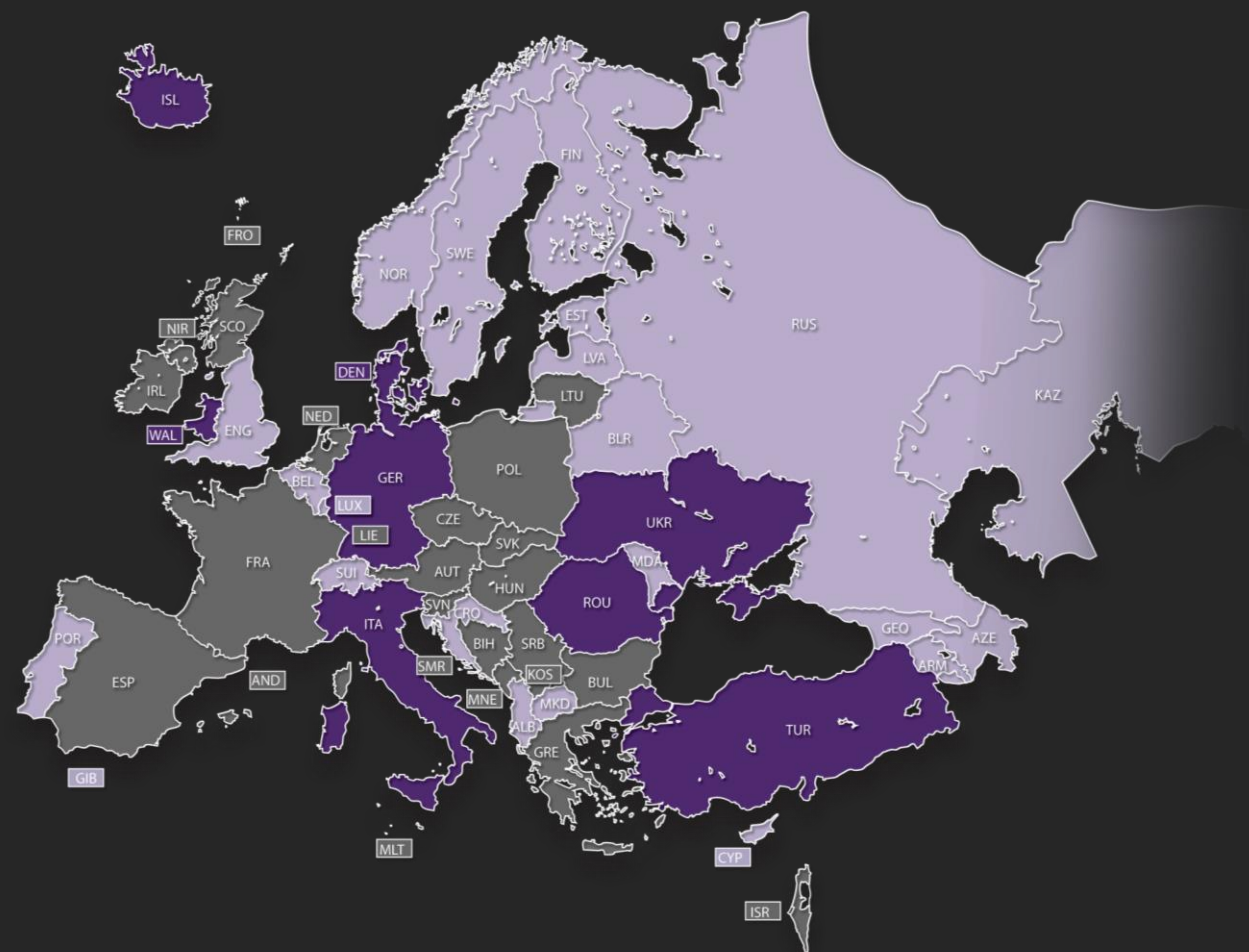 ISL
FIN
FRO
SWE
NOR
EST
RUS
NIR
SCO
LVA
DEN
IRL
LTU
KAZ
NED
WAL
ENG
BLR
POL
GER
BEL
LUX
CZE
UKR
LIE
SVK
FRA
MDA
SUI
AUT
HUN
SVN
ROU
CRO
ITA
GEO
POR
BIH
SRB
AZE
SMR
ARM
KOS
ESP
AND
BUL
MNE
MKD
ALB
TUR
GRE
GIB
MLT
CYP
ISR